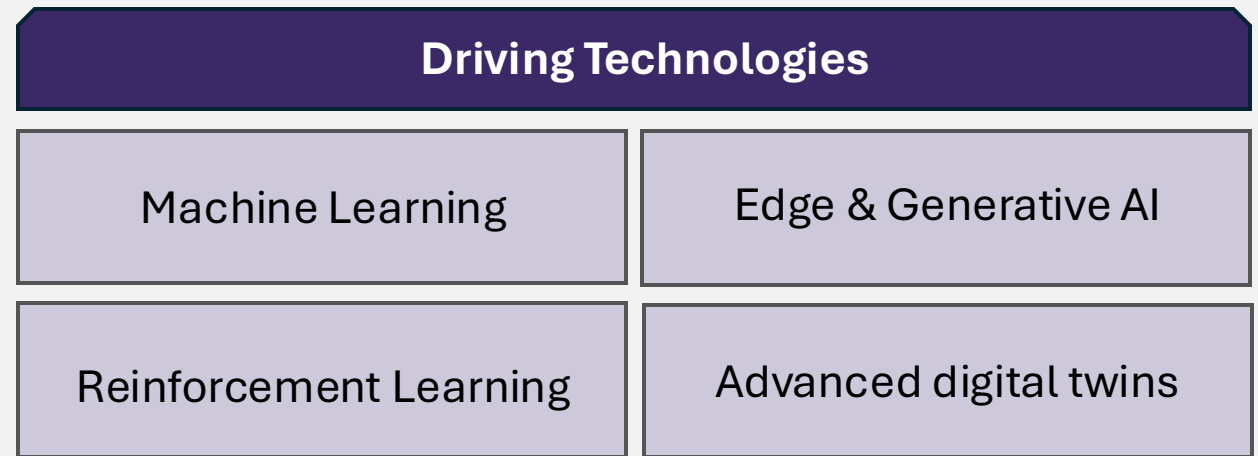 Driving Technologies
Machine Learning
Edge & Generative AI
Reinforcement Learning
Advanced digital twins